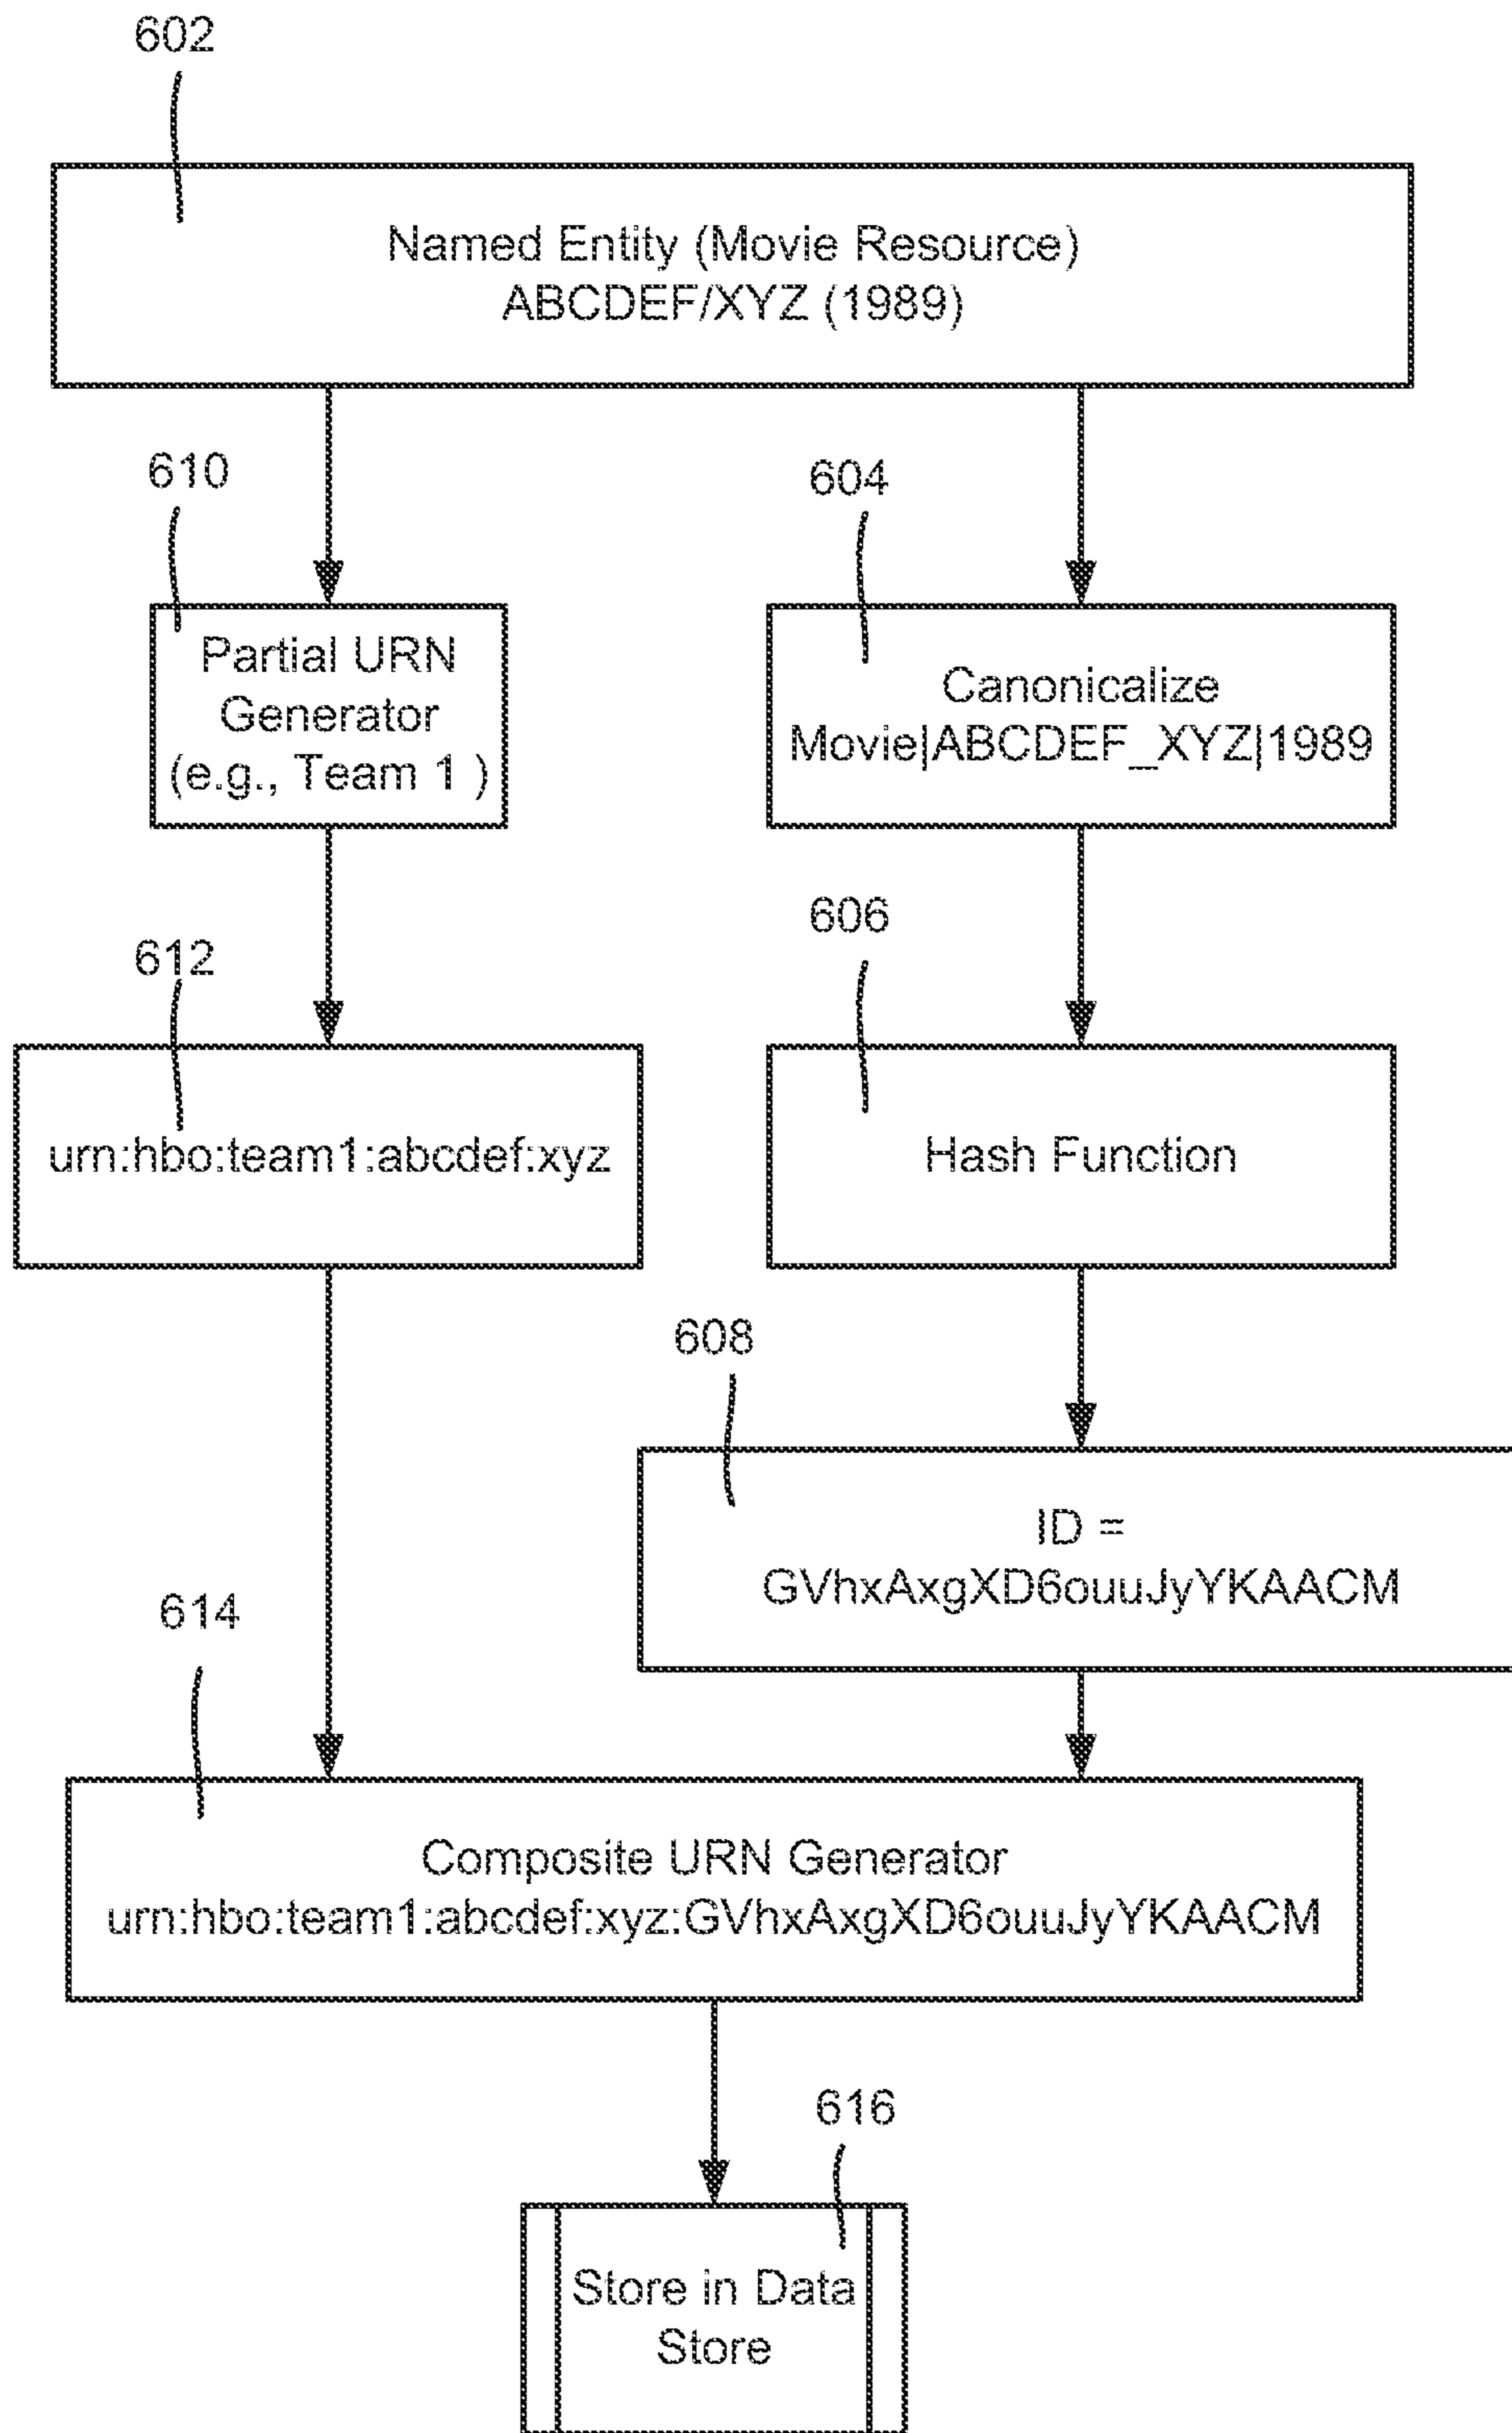 602
Named Entity (Movie Resource)
ABCDEF/XYZ (1989)
610
604
Partial URN
Generator
(e.g., Team 1 )
Canonicalize
Movie|ABCDEF_XYZ|1989
612
606
urn:hbo:team1:abcdef:xyz
Hash Function
608
ID =
GVhxAxgXD6ouuJyYKAACM
614
Composite URN Generator
urn:hbo:team1:abcdef:xyz:GVhxAxgXD6ouuJyYKAACM
616
Store in Data
Store